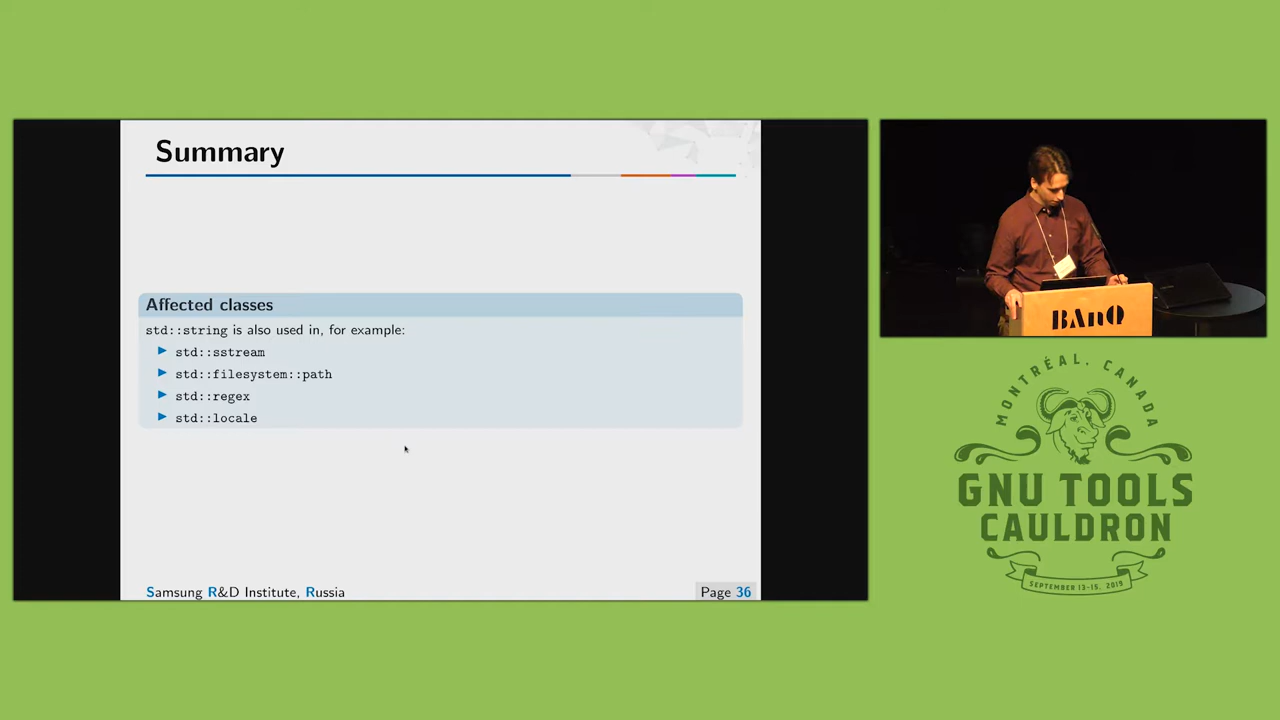 Summary
Affected classes
std::string is also used in, for example:
std::sstream
std::filesystem::path
std::regex
std::locale
Samsung R&D Institute, Russia
Page 36
BAnQ
MONTRÉAL, CANADA
GNU TOOLS
CAULDRON
SEPTEMBER 13-15, 2019